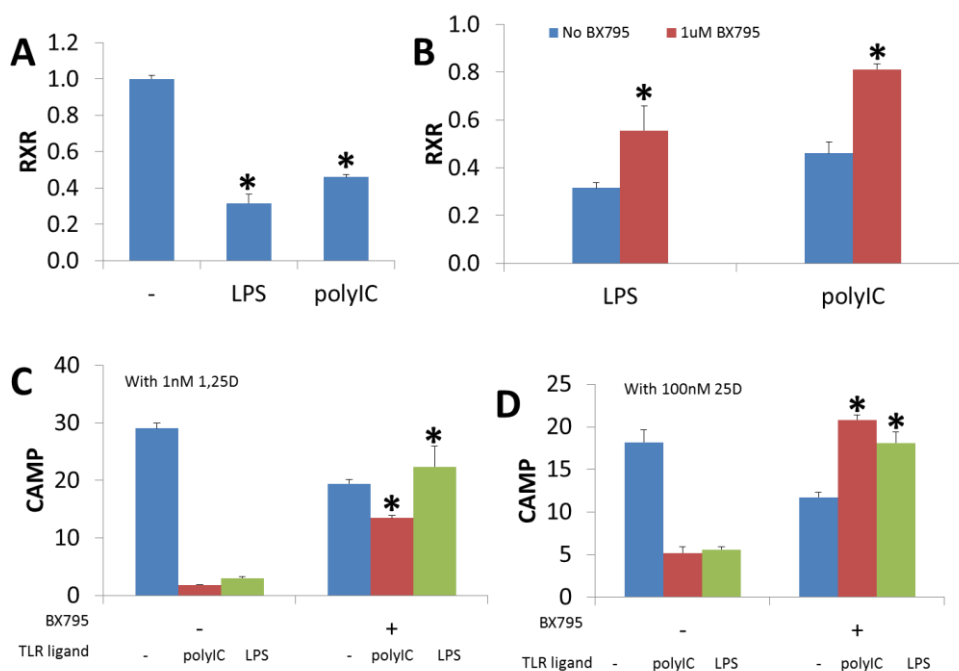 A
RXR
1.2
1.0
0.8
0.6
0.4
0.2
0.0
*
*
- LPS polyIC
B
No BX795 1uM BX795
RXR
1.0
0.8
0.6
0.4
0.2
0.0
*
*
LPS polyIC
C
With 1nM 1,25D
CAMP
40
30
20
10
0
*
*
BX795 - +
TLR ligand - polyIC LPS - polyIC LPS
D
With 100nM 25D
CAMP
25
20
15
10
5
0
*
*
BX795 - +
TLR ligand - polyIC LPS - polyIC LPS